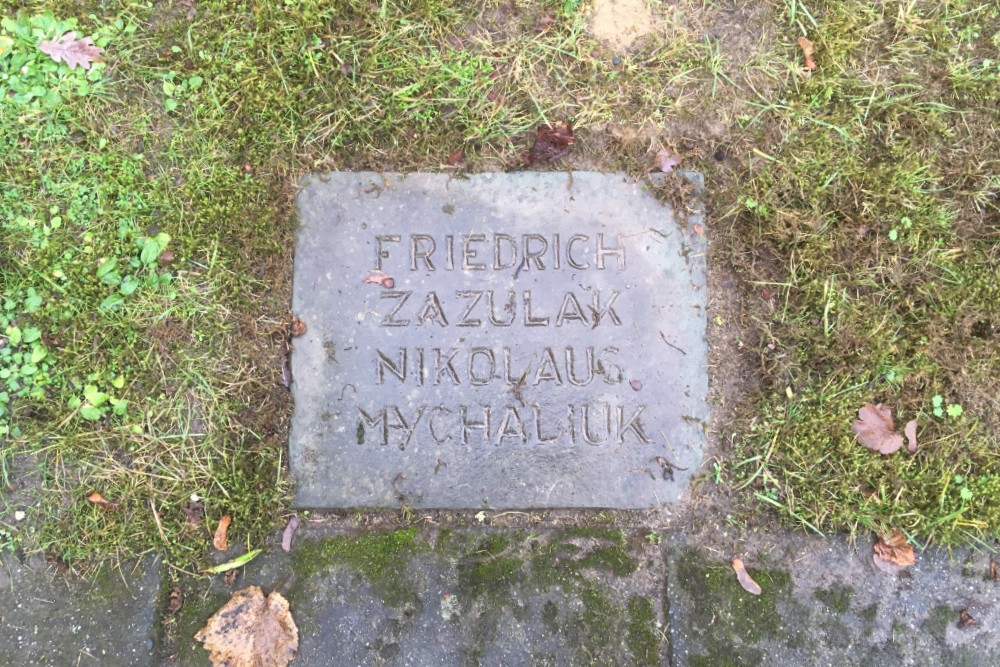 FRIEDRICH
ZAZULAK
NIKOLAUS
MYCHALIUK